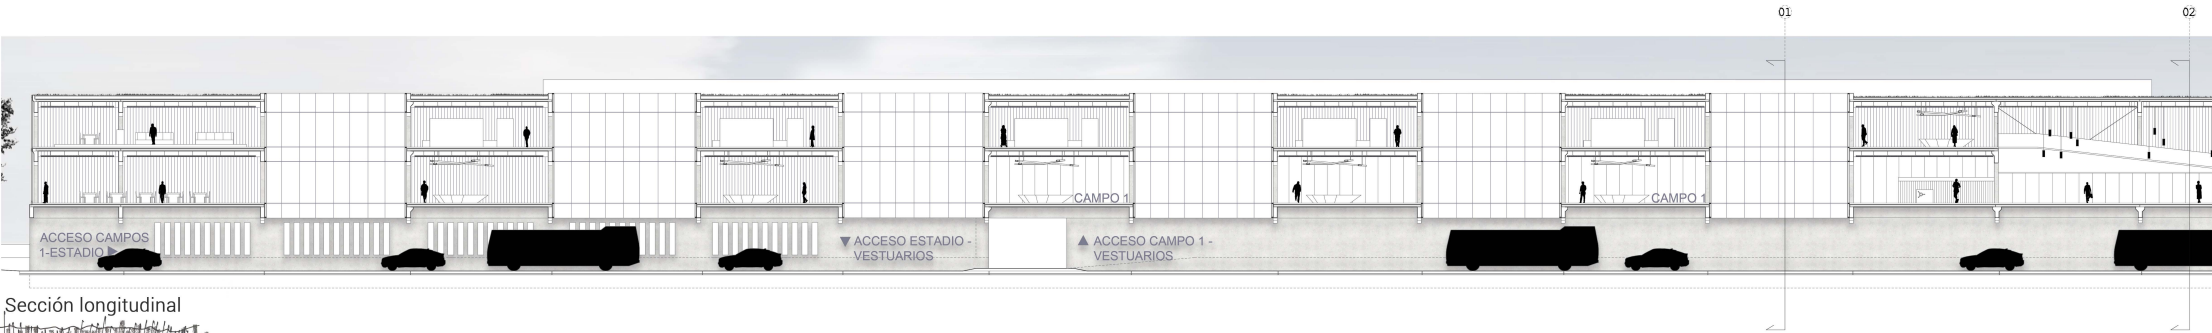 01
02
CAMPO 1
CAMPO 1
ACCESO CAMPOS
1-ESTADIO ▶
▼ ACCESO ESTADIO -
VESTUARIOS
▲ ACCESO CAMPO 1 -
VESTUARIOS
Sección longitudinal